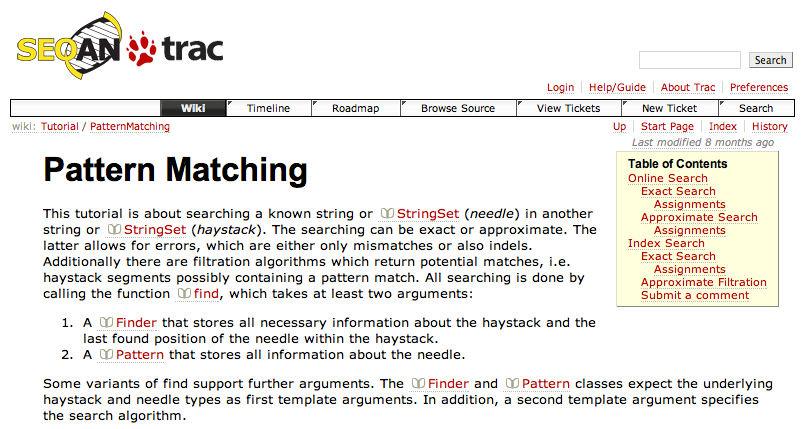 SEQAN trac
Search
Login Help/Guide About Trac Preferences
Wiki Timeline Roadmap Browse Source View Tickets New Ticket Search
wiki: Tutorial / PatternMatching
Up Start Page Index History
Last modified 8 months ago
Pattern Matching
This tutorial is about searching a known string or StringSet (needle) in another
string or StringSet (haystack). The searching can be exact or approximate. The
latter allows for errors, which are either only mismatches or also indels.
Additionally there are filtration algorithms which return potential matches, i.e.
haystack segments possibly containing a pattern match. All searching is done by
calling the function find, which takes at least two arguments:
1. A Finder that stores all necessary information about the haystack and the
last found position of the needle within the haystack.
2. A Pattern that stores all information about the needle.
Some variants of find support further arguments. The Finder and Pattern classes expect the underlying
haystack and needle types as first template arguments. In addition, a second template argument specifies
the search algorithm.
Table of Contents
Online Search
Exact Search
Assignments
Approximate Search
Assignments
Index Search
Exact Search
Assignments
Approximate Filtration
Submit a comment